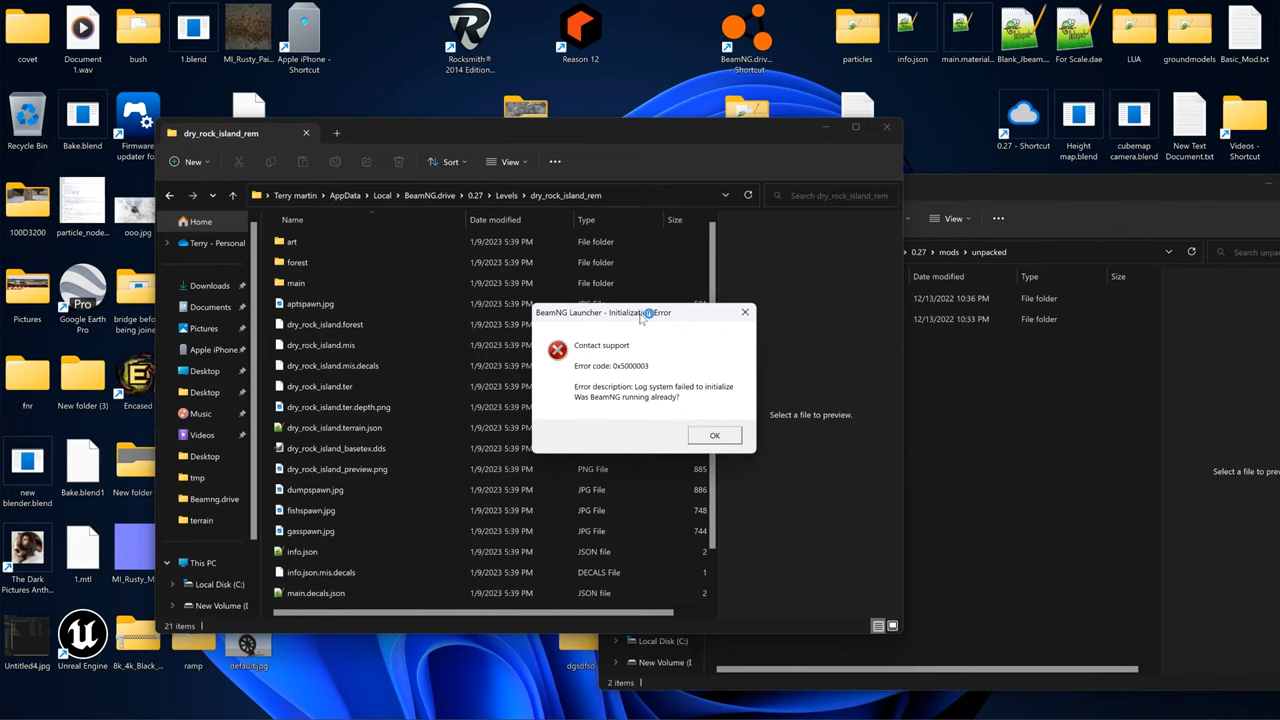 covet
Document 1.wav
bush
1.blend
MI_Rusty_Pai...
Apple iPhone - Shortcut
Rocksmith® 2014 Edition...
Reason 12
BeamNG.driv... - Shortcut
particles
info.json
main.material...
Blank_Jbeam...
For Scale.dae
LUA
groundmodels
Basic_Mod.txt
Recycle Bin
Bake.blend
Firmware updater fo...
0.27 - Shortcut
Height map.blend
cubemap camera.blend
New Text Document.txt
Videos - Shortcut
dry_rock_island_rem
New
Sort
View
Terry martin
AppData
Local
BeamNG.drive
0.27
Levels
dry_rock_island_rem
Search dry_rock_island_rem
View
0.27
mods
unpacked
Search unpa
Name
Date modified
Type
Size
Date modified
Type
Size
Home
Terry - Personal
Downloads
Documents
Pictures
Apple iPhone
Desktop
Desktop
Music
Videos
Desktop
tmp
Beamng.drive
terrain
This PC
Local Disk (C:)
New Volume (I
art 1/9/2023 5:39 PM File folder
forest 1/9/2023 5:39 PM File folder
main 1/9/2023 5:39 PM File folder
aptspawn.jpg 1/9/2023 5:39 PM
dry_rock_island.forest 1/9/2023 5:39 PM
dry_rock_island.mis 1/9/2023 5:39 PM
dry_rock_island.mis.decals 1/9/2023 5:39 PM
dry_rock_island.ter 1/9/2023 5:39 PM
dry_rock_island.ter.depth.png 1/9/2023 5:39 PM
dry_rock_island.terrain.json 1/9/2023 5:39 PM
dry_rock_island_basetex.dds 1/9/2023 5:39 PM
dry_rock_island_preview.png 1/9/2023 5:39 PM PNG File 885
dumpspawn.jpg 1/9/2023 5:39 PM JPG File 886
fishspawn.jpg 1/9/2023 5:39 PM JPG File 748
gasspawn.jpg 1/9/2023 5:39 PM JPG File 744
info.json 1/9/2023 5:39 PM JSON file 2
info.json.mis.decals 1/9/2023 5:39 PM DECALS File 1
main.decals.json 1/9/2023 5:39 PM JSON file 2
21 items
12/13/2022 10:36 PM File folder
12/13/2022 10:33 PM File folder
Select a file to preview.
Select a file to prev
Local Disk (C:)
New Volume (I
2 items
BeamNG Launcher - Initialization Error
Contact support
Error code: 0x5000003
Error description: Log system failed to initialize
Was BeamNG running already?
OK
100D3200
particle_node...
ooo.jpg
Pictures
Pro
Google Earth Pro
bridge before being joine
fnr
New folder (3)
Encoder
new blender.blend
Bake.blend1
New folder
The Dark Pictures Anth...
1.mtl
MI_Rusty_M
Untitled4.jpg
Unreal Engine
8k_4k_Black_...
ramp
default.jpg
dgsdfsd